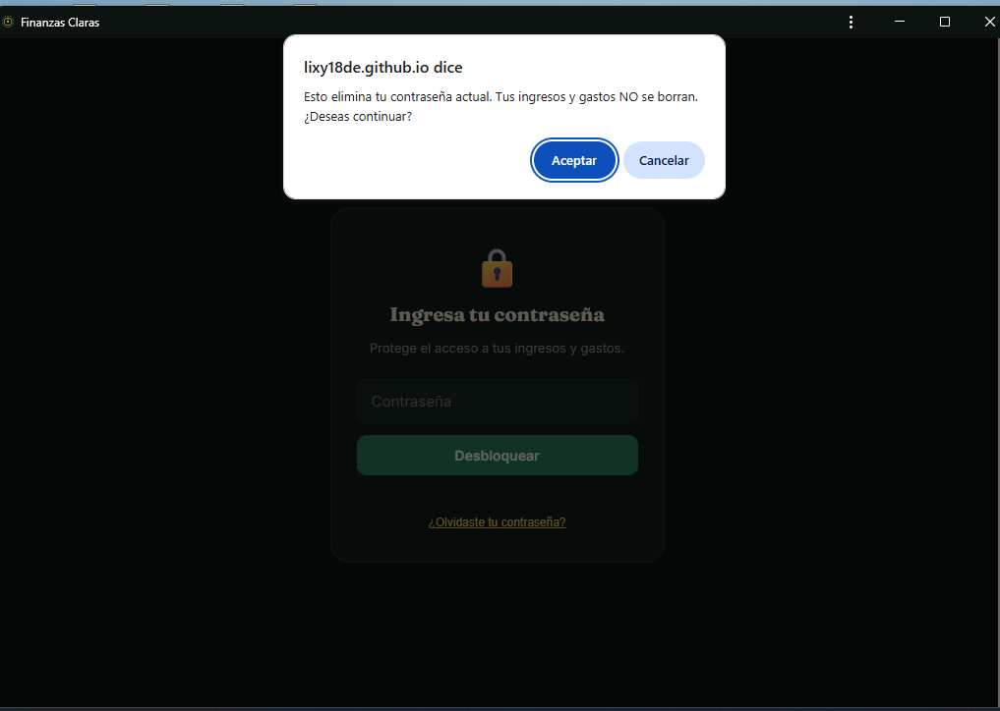 Finanzas Claras
lixy18de.github.io dice
Esto elimina tu contraseña actual. Tus ingresos y gastos NO se borran.
¿Deseas continuar?
Aceptar
Cancelar
Ingresa tu contraseña
Protege el acceso a tus ingresos y gastos.
Contraseña
Desbloquear
¿Olvidaste tu contraseña?